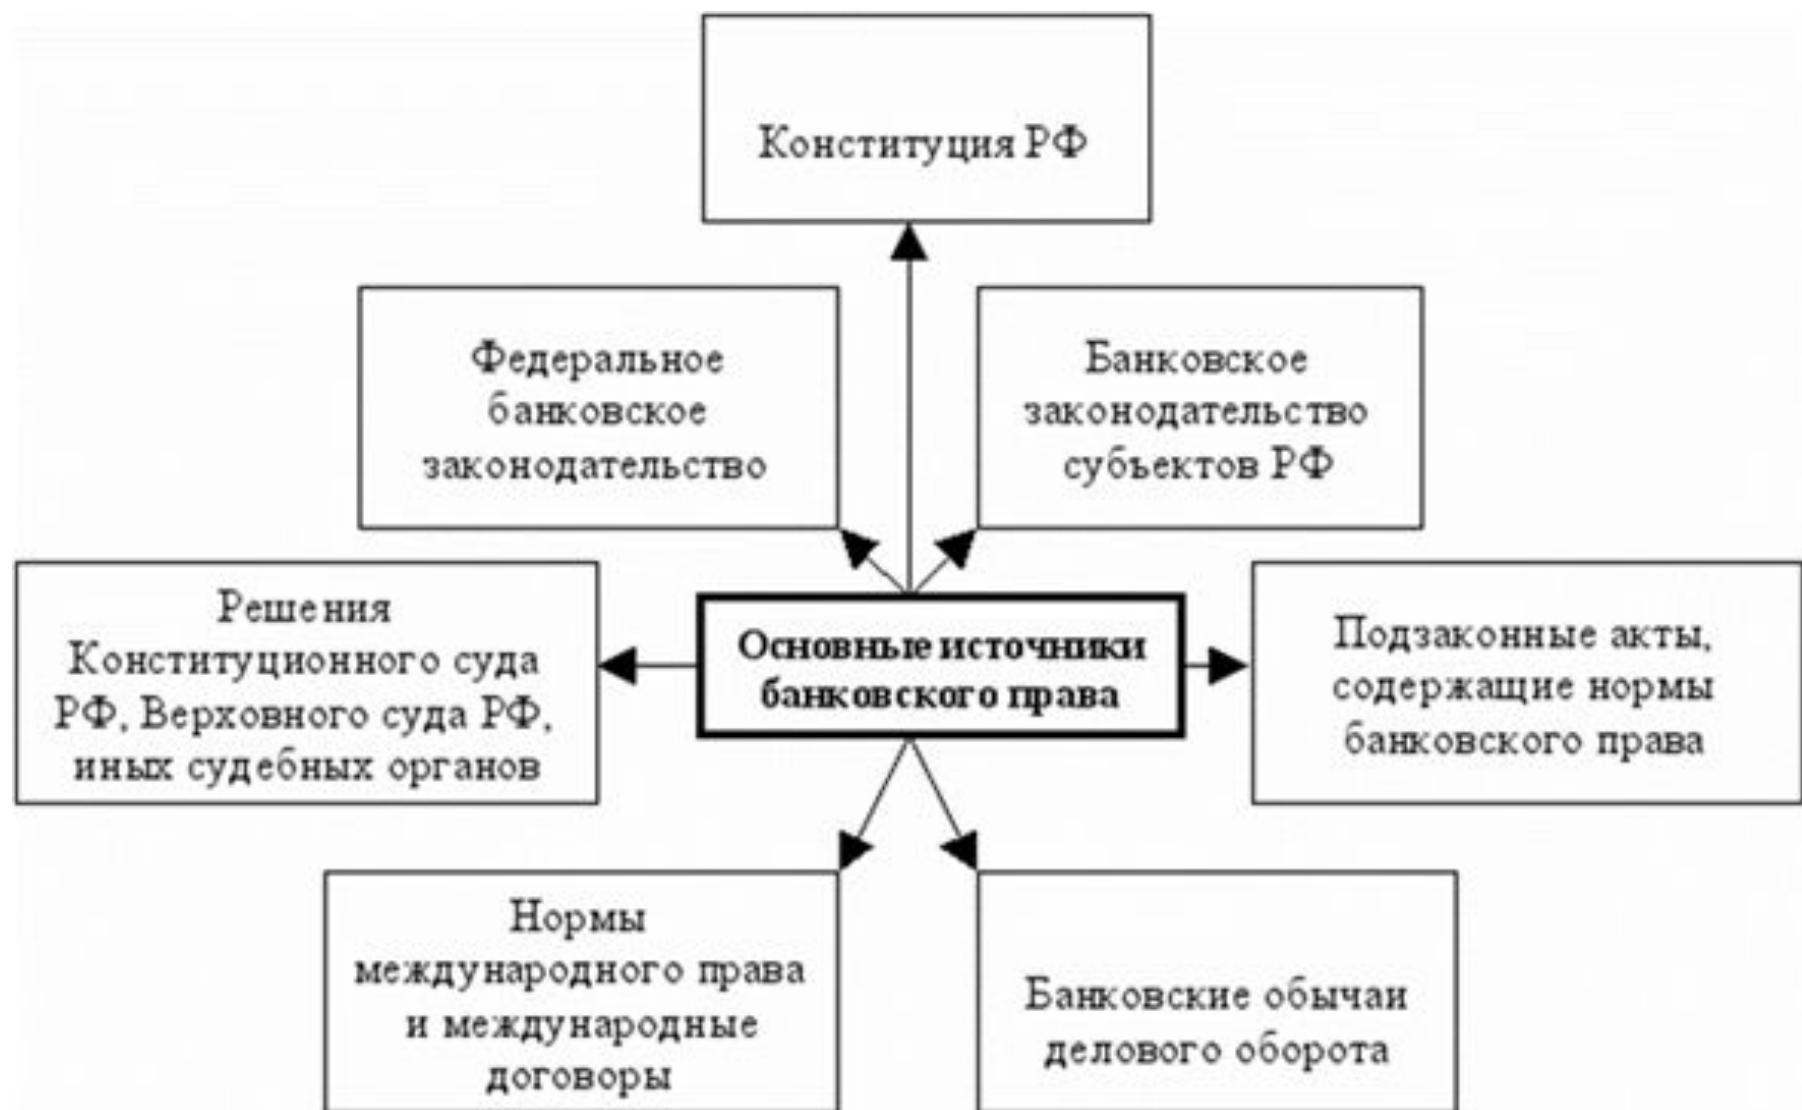 Конституция РФ
Федеральное
банковское
законодательство
Банковское
законодательство
субъектов РФ
Решения
Конституционного суда
РФ, Верховного суда РФ,
иных судебных органов
Основные источники
банковского права
Подзаконные акты,
содержащие нормы
банковского права
Нормы
международного права
и международные
договоры
Банковские обычаи
делового оборота